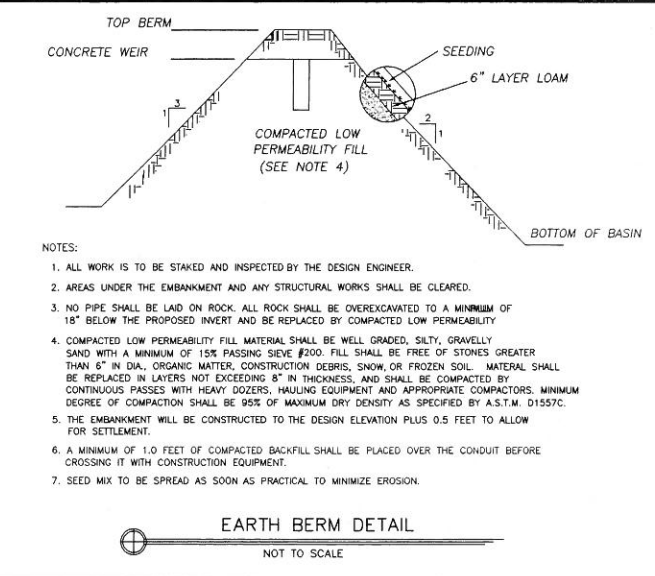 TOP BERM
CONCRETE WEIR
SEEDING
6" LAYER LOAM
3
1
2
1
COMPACTED LOW
PERMEABILITY FILL
(SEE NOTE 4)
BOTTOM OF BASIN
NOTES:
1. ALL WORK IS TO BE STAKED AND INSPECTED BY THE DESIGN ENGINEER.
2. AREAS UNDER THE EMBANKMENT AND ANY STRUCTURAL WORKS SHALL BE CLEARED.
3. NO PIPE SHALL BE LAID ON ROCK. ALL ROCK SHALL BE OVEREXCAVATED TO A MINIMUM OF
18" BELOW THE PROPOSED INVERT AND BE REPLACED BY COMPACTED LOW PERMEABILITY
4. COMPACTED LOW PERMEABILITY FILL MATERIAL SHALL BE WELL GRADED, SILTY, GRAVELLY
SAND WITH A MINIMUM OF 15% PASSING SIEVE #200. FILL SHALL BE FREE OF STONES GREATER
THAN 6" IN DIA., ORGANIC MATTER, CONSTRUCTION DEBRIS, SNOW, OR FROZEN SOIL. MATERAL SHALL
BE REPLACED IN LAYERS NOT EXCEEDING 8" IN THICKNESS, AND SHALL BE COMPACTED BY
CONTINUOUS PASSES WITH HEAVY DOZERS, HAULING EQUIPMENT AND APPROPRIATE COMPACTORS. MINIMUM
DEGREE OF COMPACTION SHALL BE 95% OF MAXIMUM DRY DENSITY AS SPECIFIED BY A.S.T.M. D1557C.
5. THE EMBANKMENT WILL BE CONSTRUCTED TO THE DESIGN ELEVATION PLUS 0.5 FEET TO ALLOW
FOR SETTLEMENT.
6. A MINIMUM OF 1.0 FEET OF COMPACTED BACKFILL SHALL BE PLACED OVER THE CONDUIT BEFORE
CROSSING IT WITH CONSTRUCTION EQUIPMENT.
7. SEED MIX TO BE SPREAD AS SOON AS PRACTICAL TO MINIMIZE EROSION.
EARTH BERM DETAIL
NOT TO SCALE